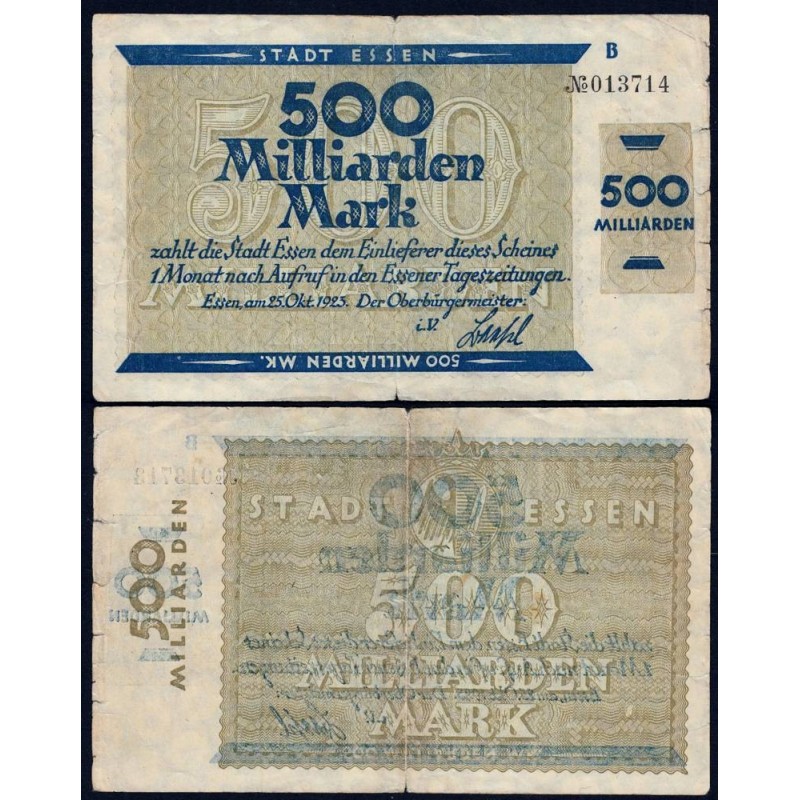 STADT ESSEN
B
№013714
500
Milliarden
Mark
500
MILLIARDEN
zahlt die Stadt Essen dem Einlieferer dieses Scheines
1 Monat nach Aufruf in den Essener Tageszeitungen.
Essen, am 25. Okt. 1923. Der Oberbürgermeister:
i.V.
500 MILLIARDEN MK.
STADT ESSEN
500
MILLIARDEN
MARK
500
MILLIARDEN